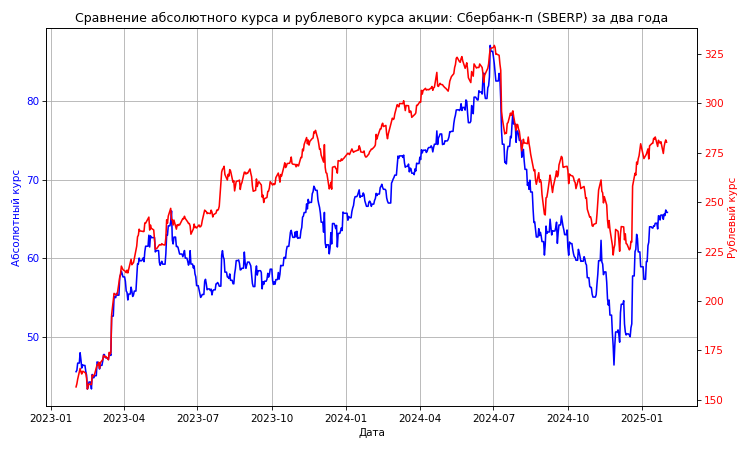 Сравнение абсолютного курса и рублевого курса акции: Сбербанк-п (SBERP) за два года
Абсолютный курс
80
70
60
50
325
300
275
250
225
200
175
150
Рублевый курс
2023-01 2023-04 2023-07 2023-10 2024-01 2024-04 2024-07 2024-10 2025-01
Дата